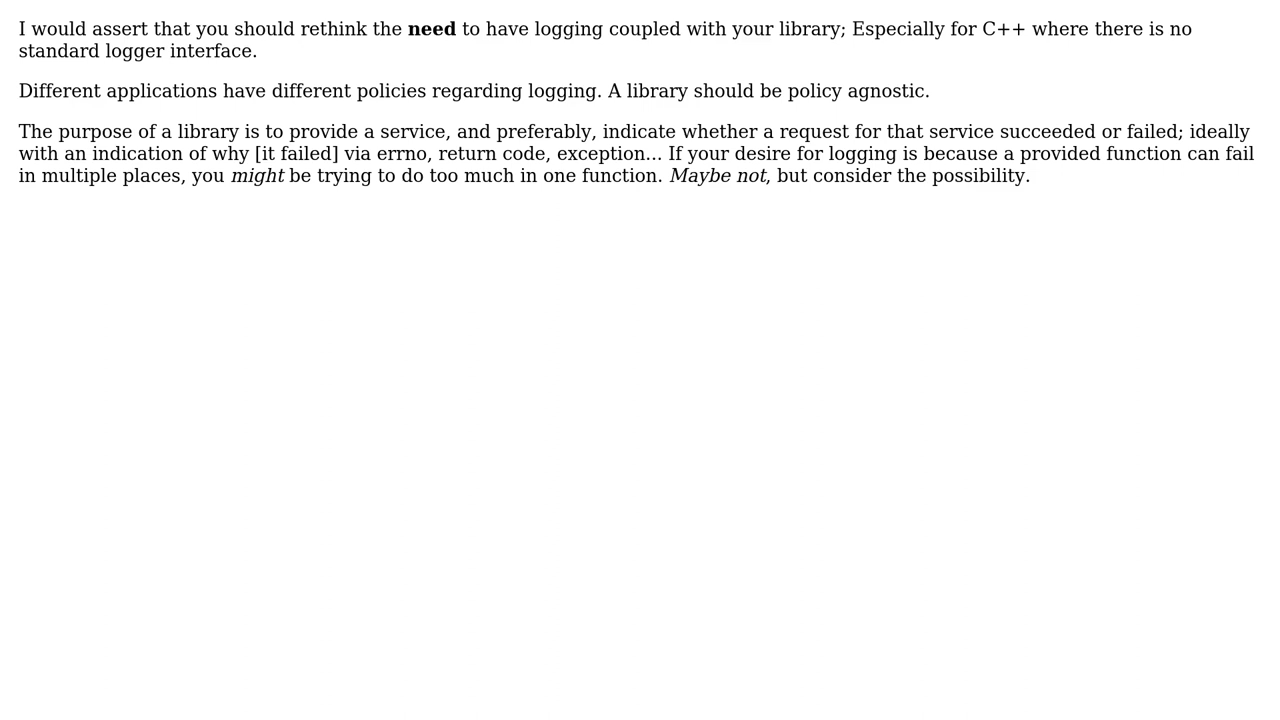 I would assert that you should rethink the need to have logging coupled with your library; Especially for C++ where there is no
standard logger interface.
Different applications have different policies regarding logging. A library should be policy agnostic.
The purpose of a library is to provide a service, and preferably, indicate whether a request for that service succeeded or failed; ideally
with an indication of why [it failed] via errno, return code, exception... If your desire for logging is because a provided function can fail
in multiple places, you might be trying to do too much in one function. Maybe not, but consider the possibility.